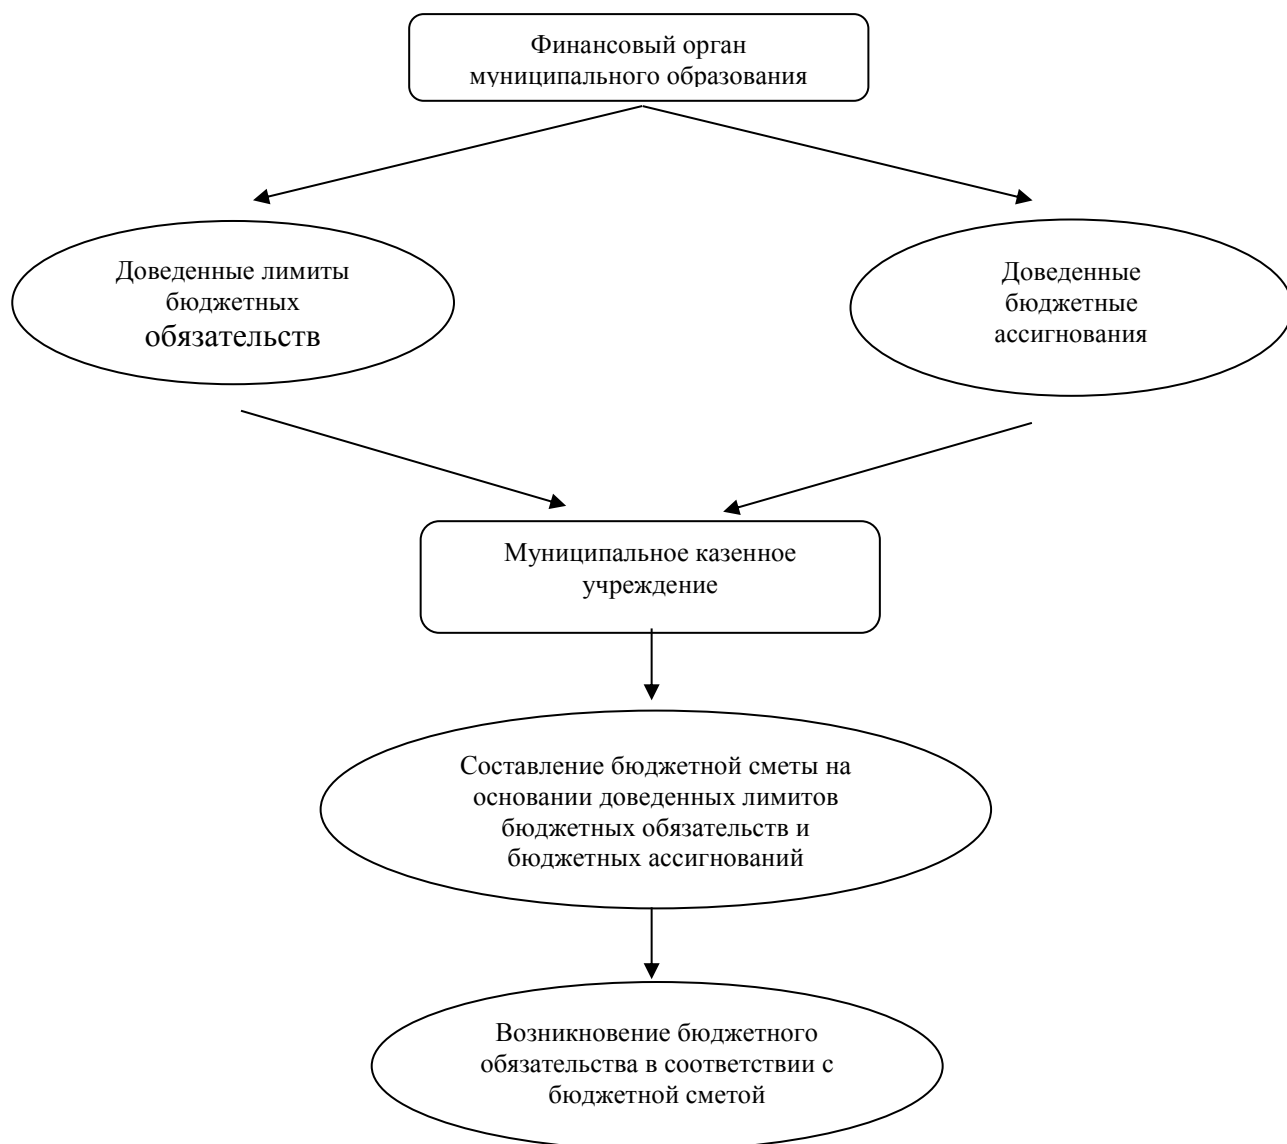 Финансовый орган
муниципального образования
Доведенные лимиты
бюджетных
обязательств
Доведенные
бюджетные
ассигнования
Муниципальное казенное
учреждение
Составление бюджетной сметы на
основании доведенных лимитов
бюджетных обязательств и
бюджетных ассигнований
Возникновение бюджетного
обязательства в соответствии с
бюджетной сметой